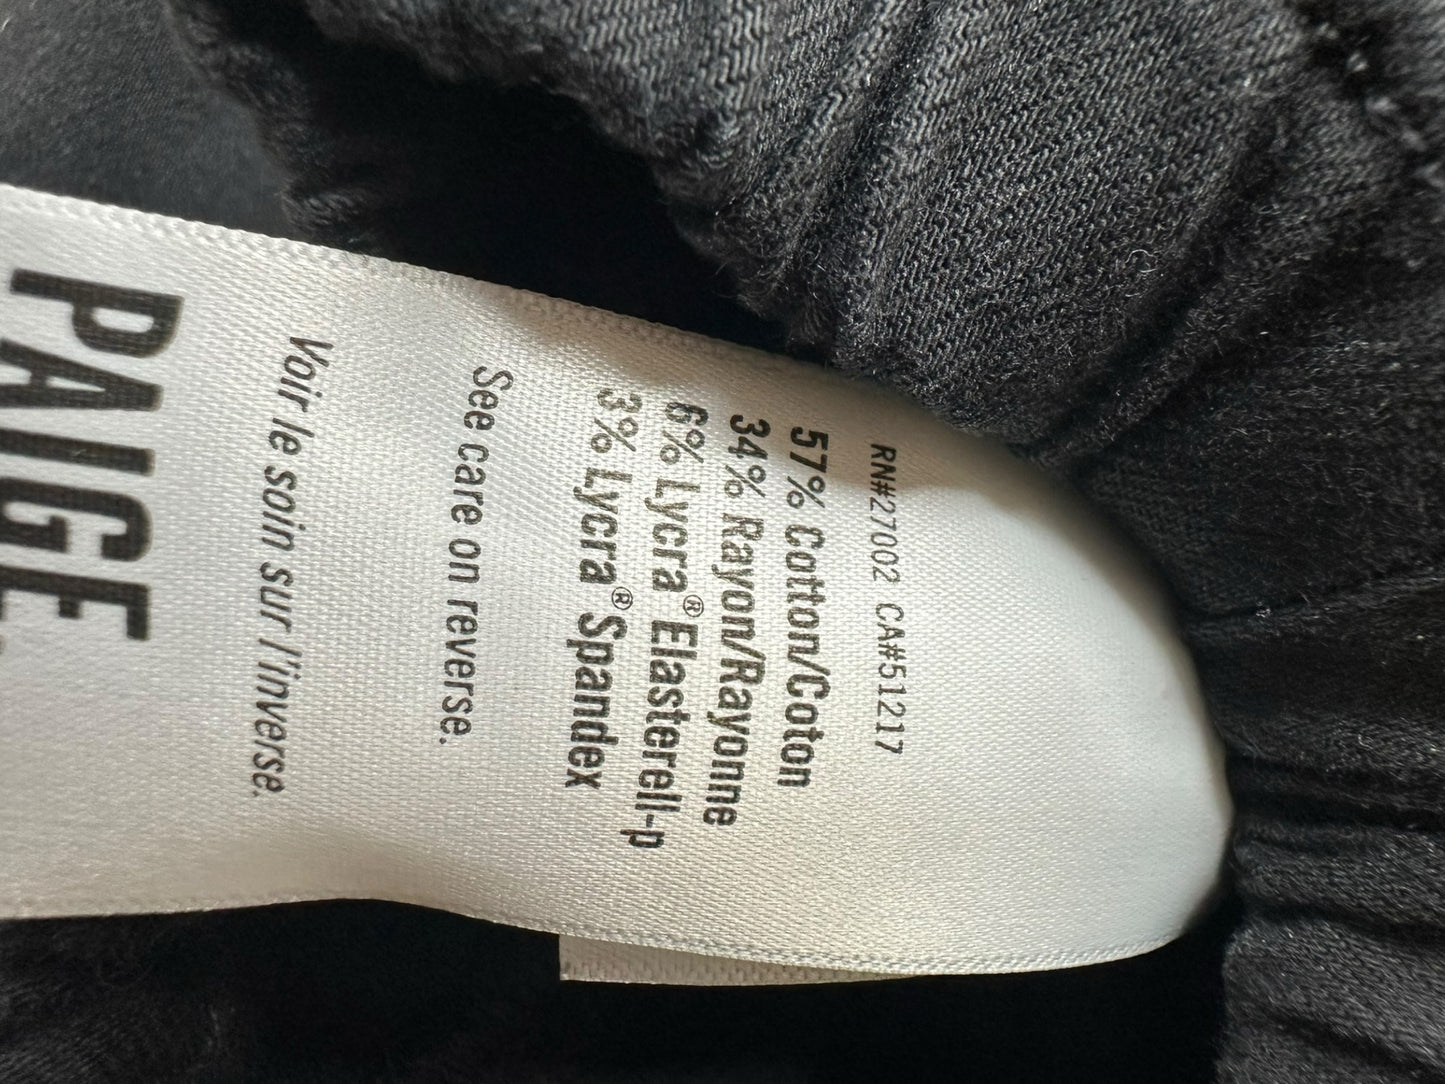 RN#27002 CA#51217
57% Cotton/Coton
34% Rayon/Rayonne
6% Lycra® Elasterell-p
3% Lycra® Spandex
See care on reverse.
Voir le soin sur l'inverse.
PAIGE